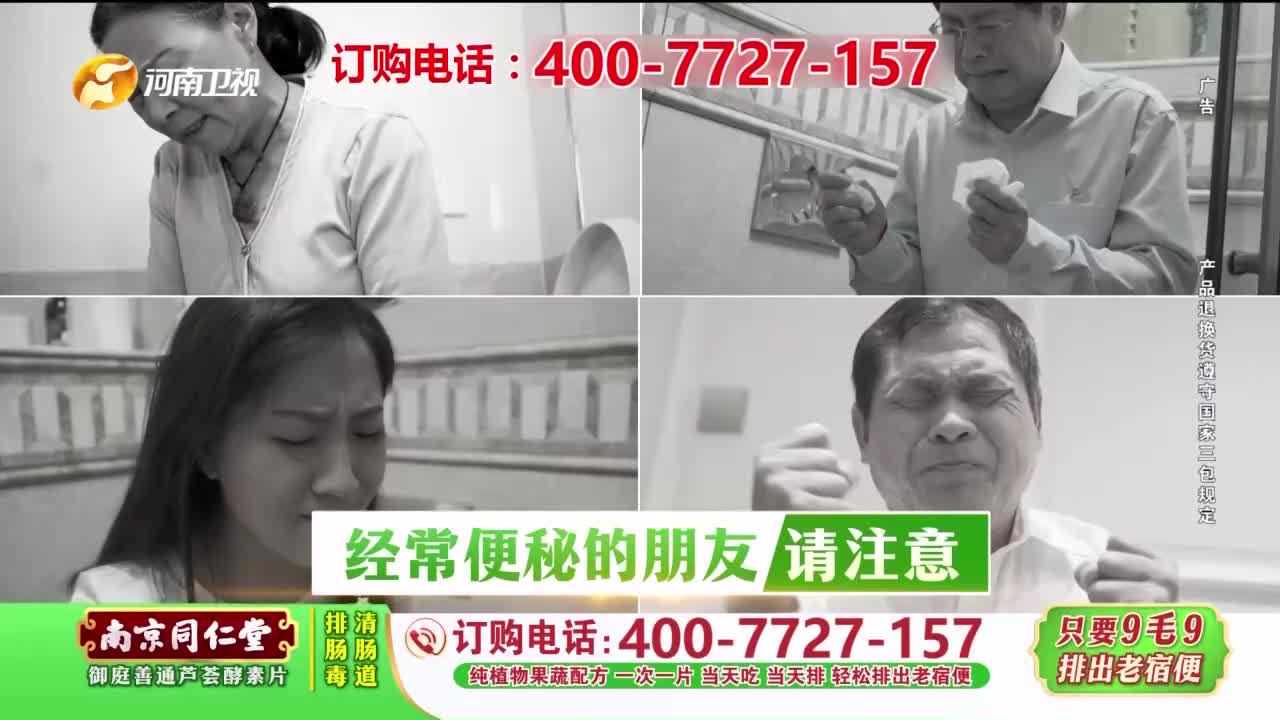 河南卫视
订购电话：400-7727-157
广告
产品退换货遵守国家三包规定
经常便秘的朋友 请注意
南京同仁堂
御庭善通芦荟酵素片
清肠道
排肠毒
订购电话:400-7727-157
纯植物果蔬配方 一次一片 当天吃 当天排 轻松排出老宿便
只要9毛9
排出老宿便